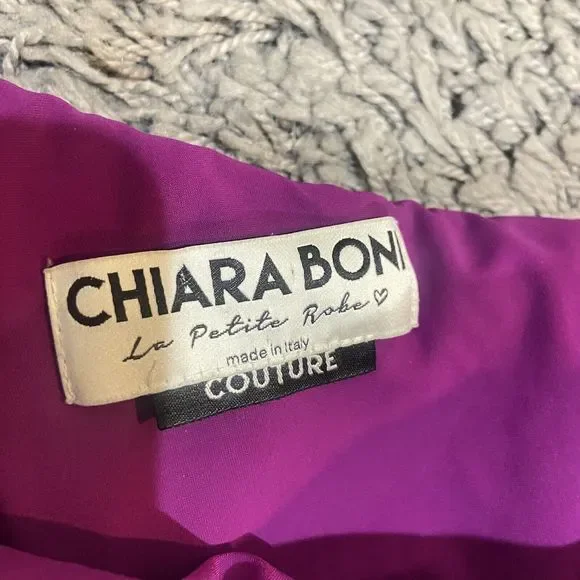 CHIARA BONI
La Petite Robe ♡
made in Italy
COUTURE